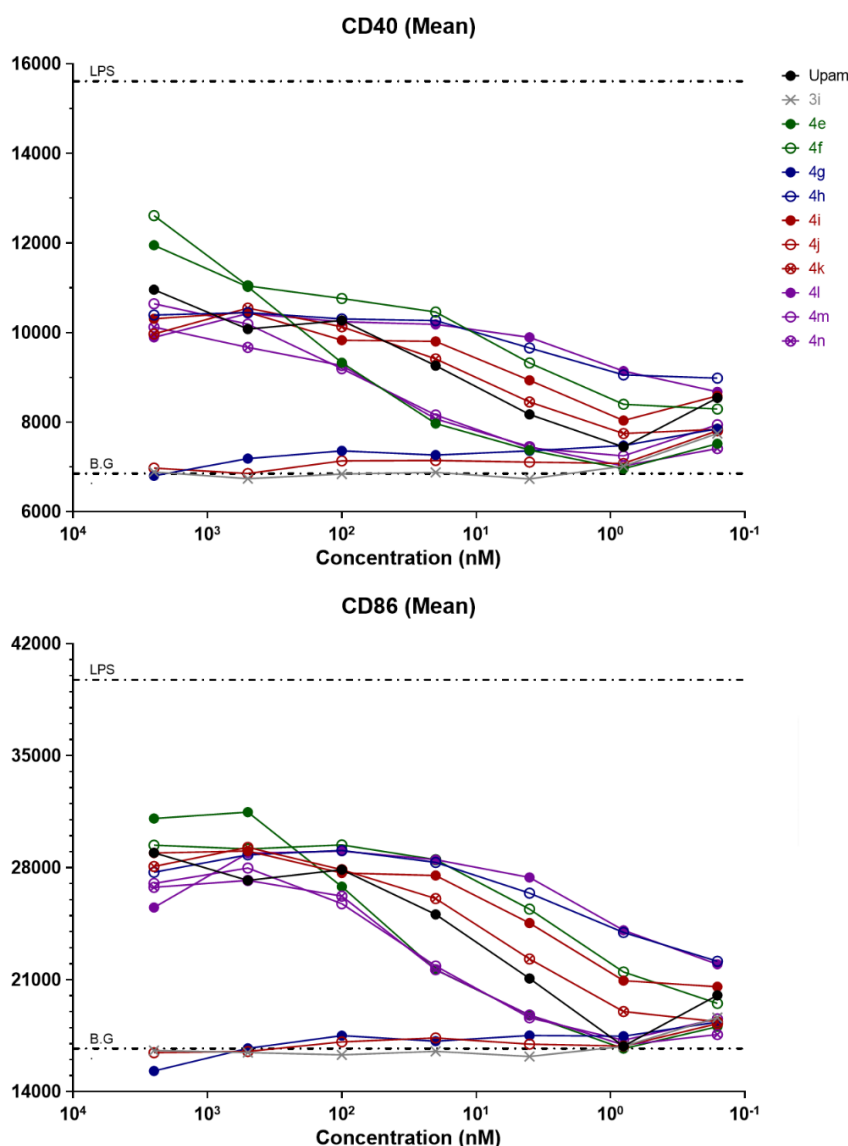 CD40 (Mean)
16000
LPS
14000
12000
10000
8000
B.G
6000
10⁴ 10³ 10² 10¹ 10⁰ 10⁻¹
Concentration (nM)
Upam
3i
4e
4f
4g
4h
4i
4j
4k
4l
4m
4n
CD86 (Mean)
42000
LPS
35000
28000
21000
B.G
14000
10⁴ 10³ 10² 10¹ 10⁰ 10⁻¹
Concentration (nM)